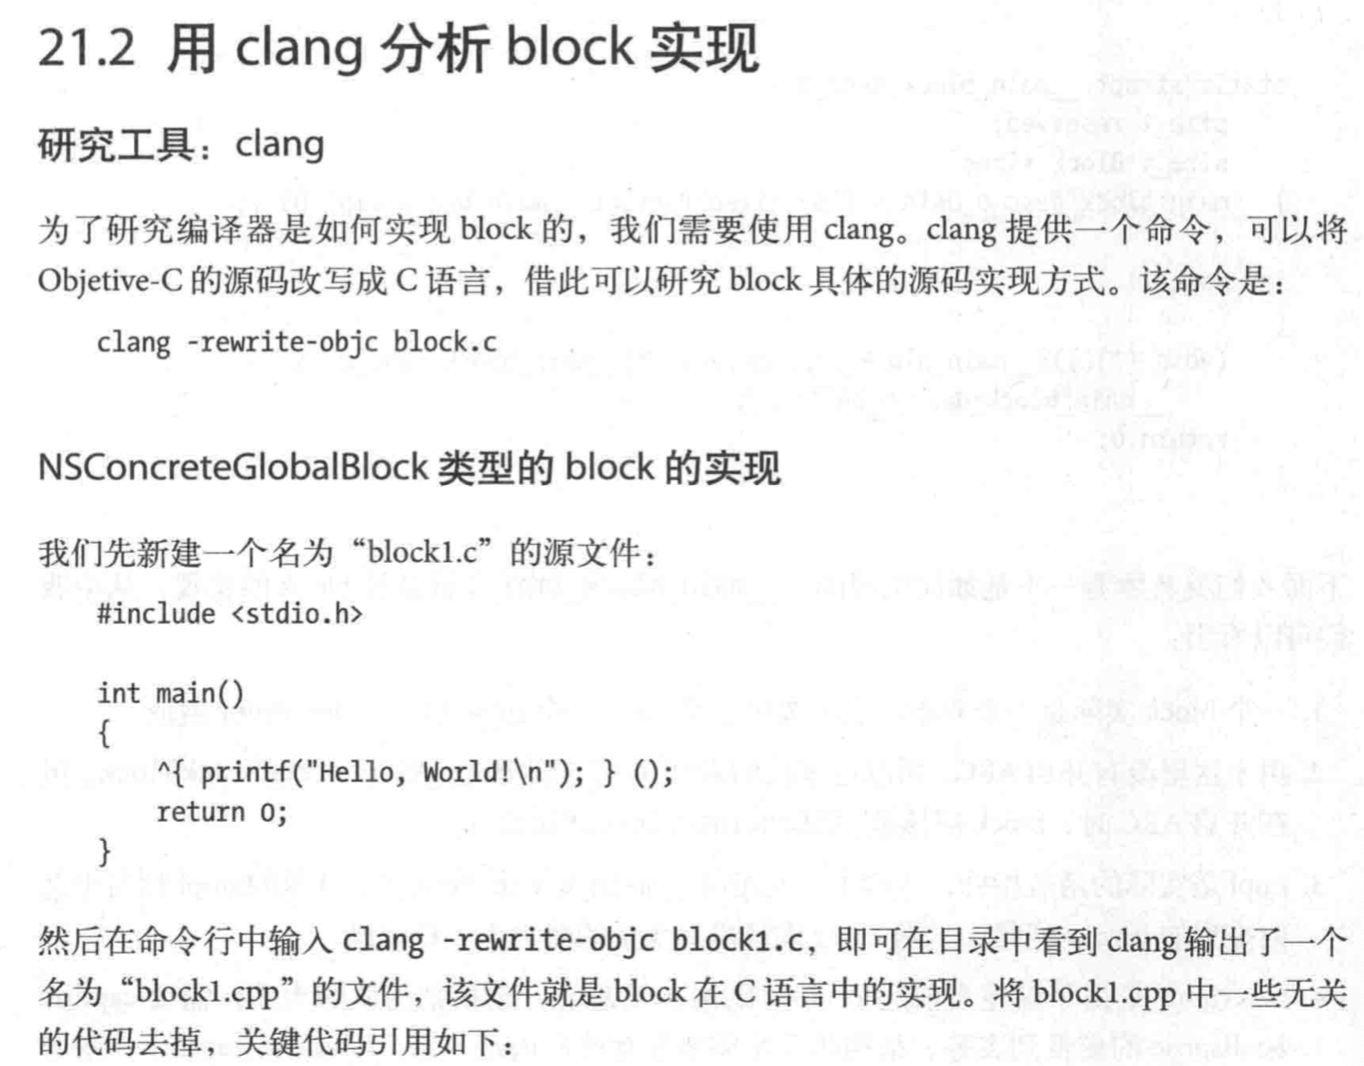 21.2 用 clang 分析 block 实现
研究工具：clang
为了研究编译器是如何实现 block 的，我们需要使用 clang。clang 提供一个命令，可以将
Objetive-C 的源码改写成 C 语言，借此可以研究 block 具体的源码实现方式。该命令是：
clang -rewrite-objc block.c
NSConcreteGlobalBlock 类型的 block 的实现
我们先新建一个名为“block1.c”的源文件：
#include <stdio.h>
int main()
{
^{ printf("Hello, World!\n"); } ();
return 0;
}
然后在命令行中输入 clang -rewrite-objc block1.c，即可在目录中看到 clang 输出了一个
名为“block1.cpp”的文件，该文件就是 block 在 C 语言中的实现。将 block1.cpp 中一些无关
的代码去掉，关键代码引用如下：